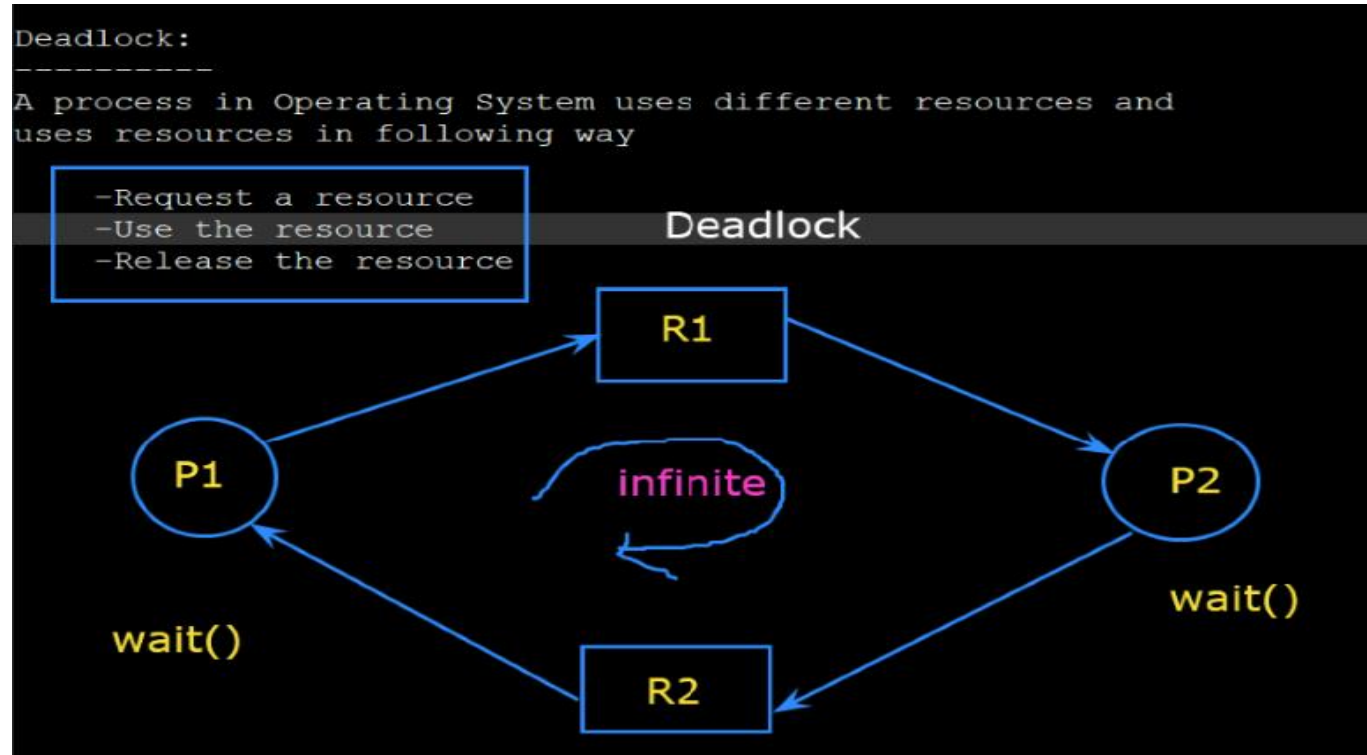 Deadlock:
----------
A process in Operating System uses different resources and
uses resources in following way
-Request a resource
-Use the resource
-Release the resource
Deadlock
R1
P1
infinite
P2
wait()
wait()
R2